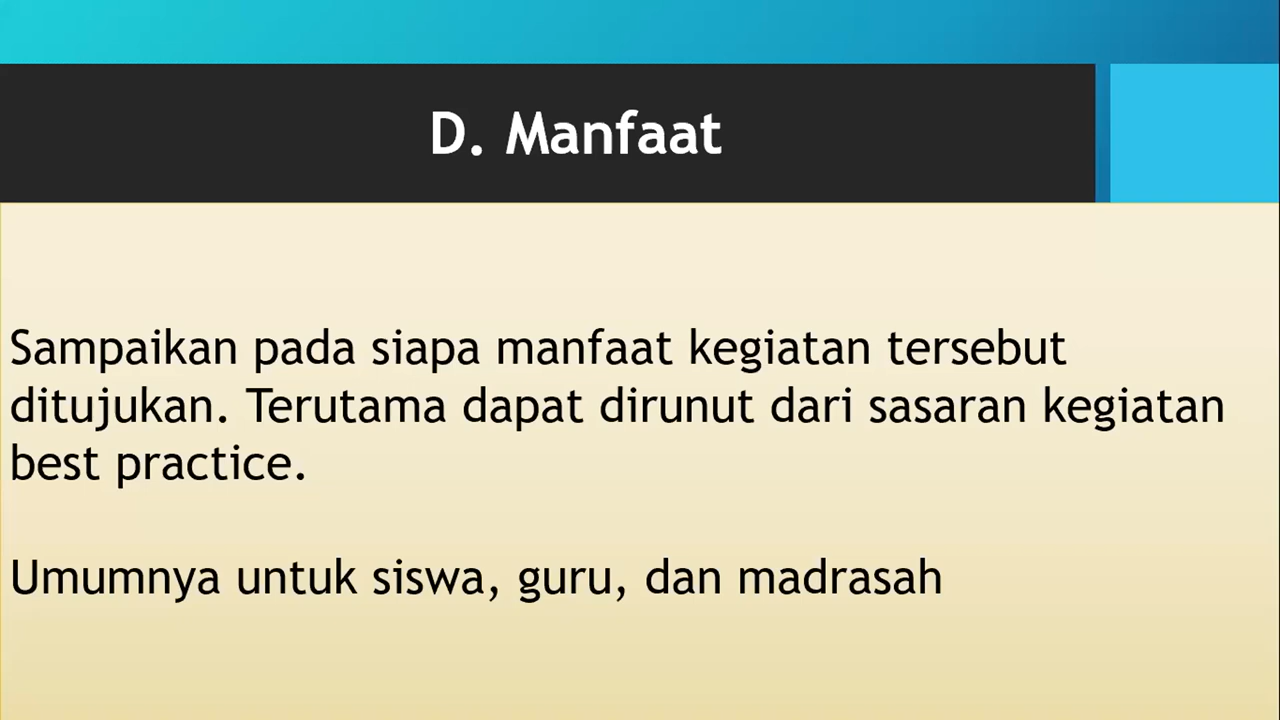 D. Manfaat
Sampaikan pada siapa manfaat kegiatan tersebut
ditujukan. Terutama dapat dirunut dari sasaran kegiatan
best practice.
Umumnya untuk siswa, guru, dan madrasah